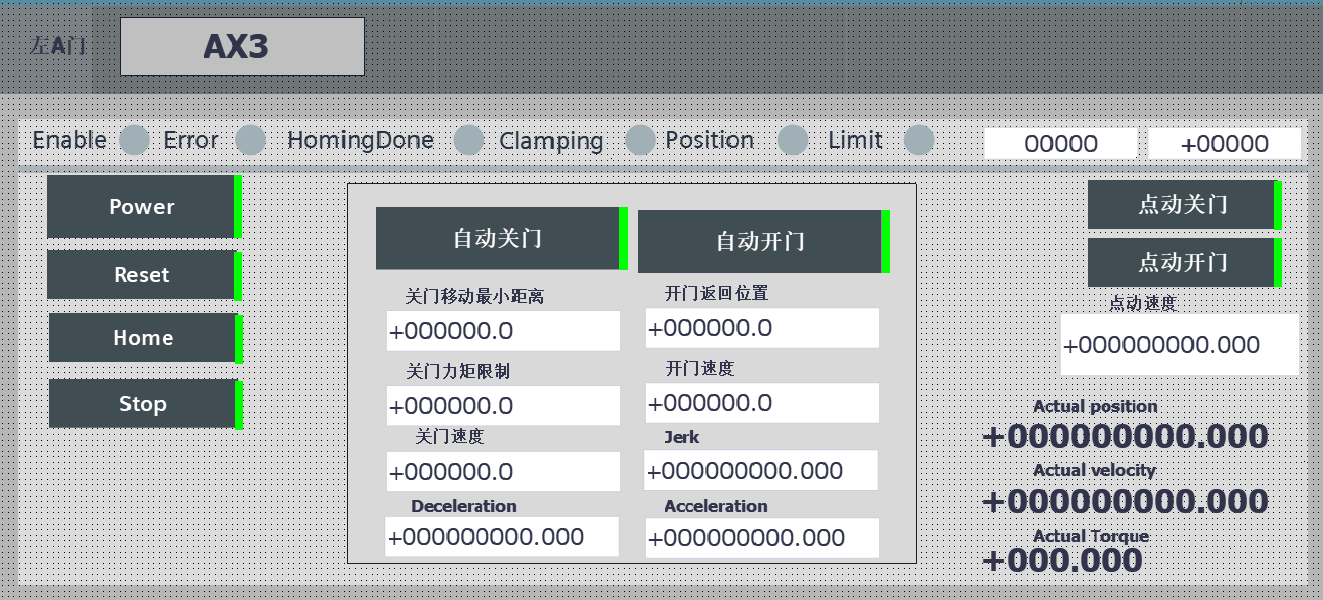 左A门
AX3
Enable Error HomingDone Clamping Position Limit 00000 +00000
Power
Reset
Home
Stop
自动关门 自动开门
关门移动最小距离 开门返回位置
+000000.0 +000000.0
关门力矩限制 开门速度
+000000.0 +000000.0
关门速度 Jerk
+000000.0 +000000000.000
Deceleration Acceleration
+000000000.000 +000000000.000
点动关门
点动开门
点动速度
+000000000.000
Actual position
+000000000.000
Actual velocity
+000000000.000
Actual Torque
+000.000